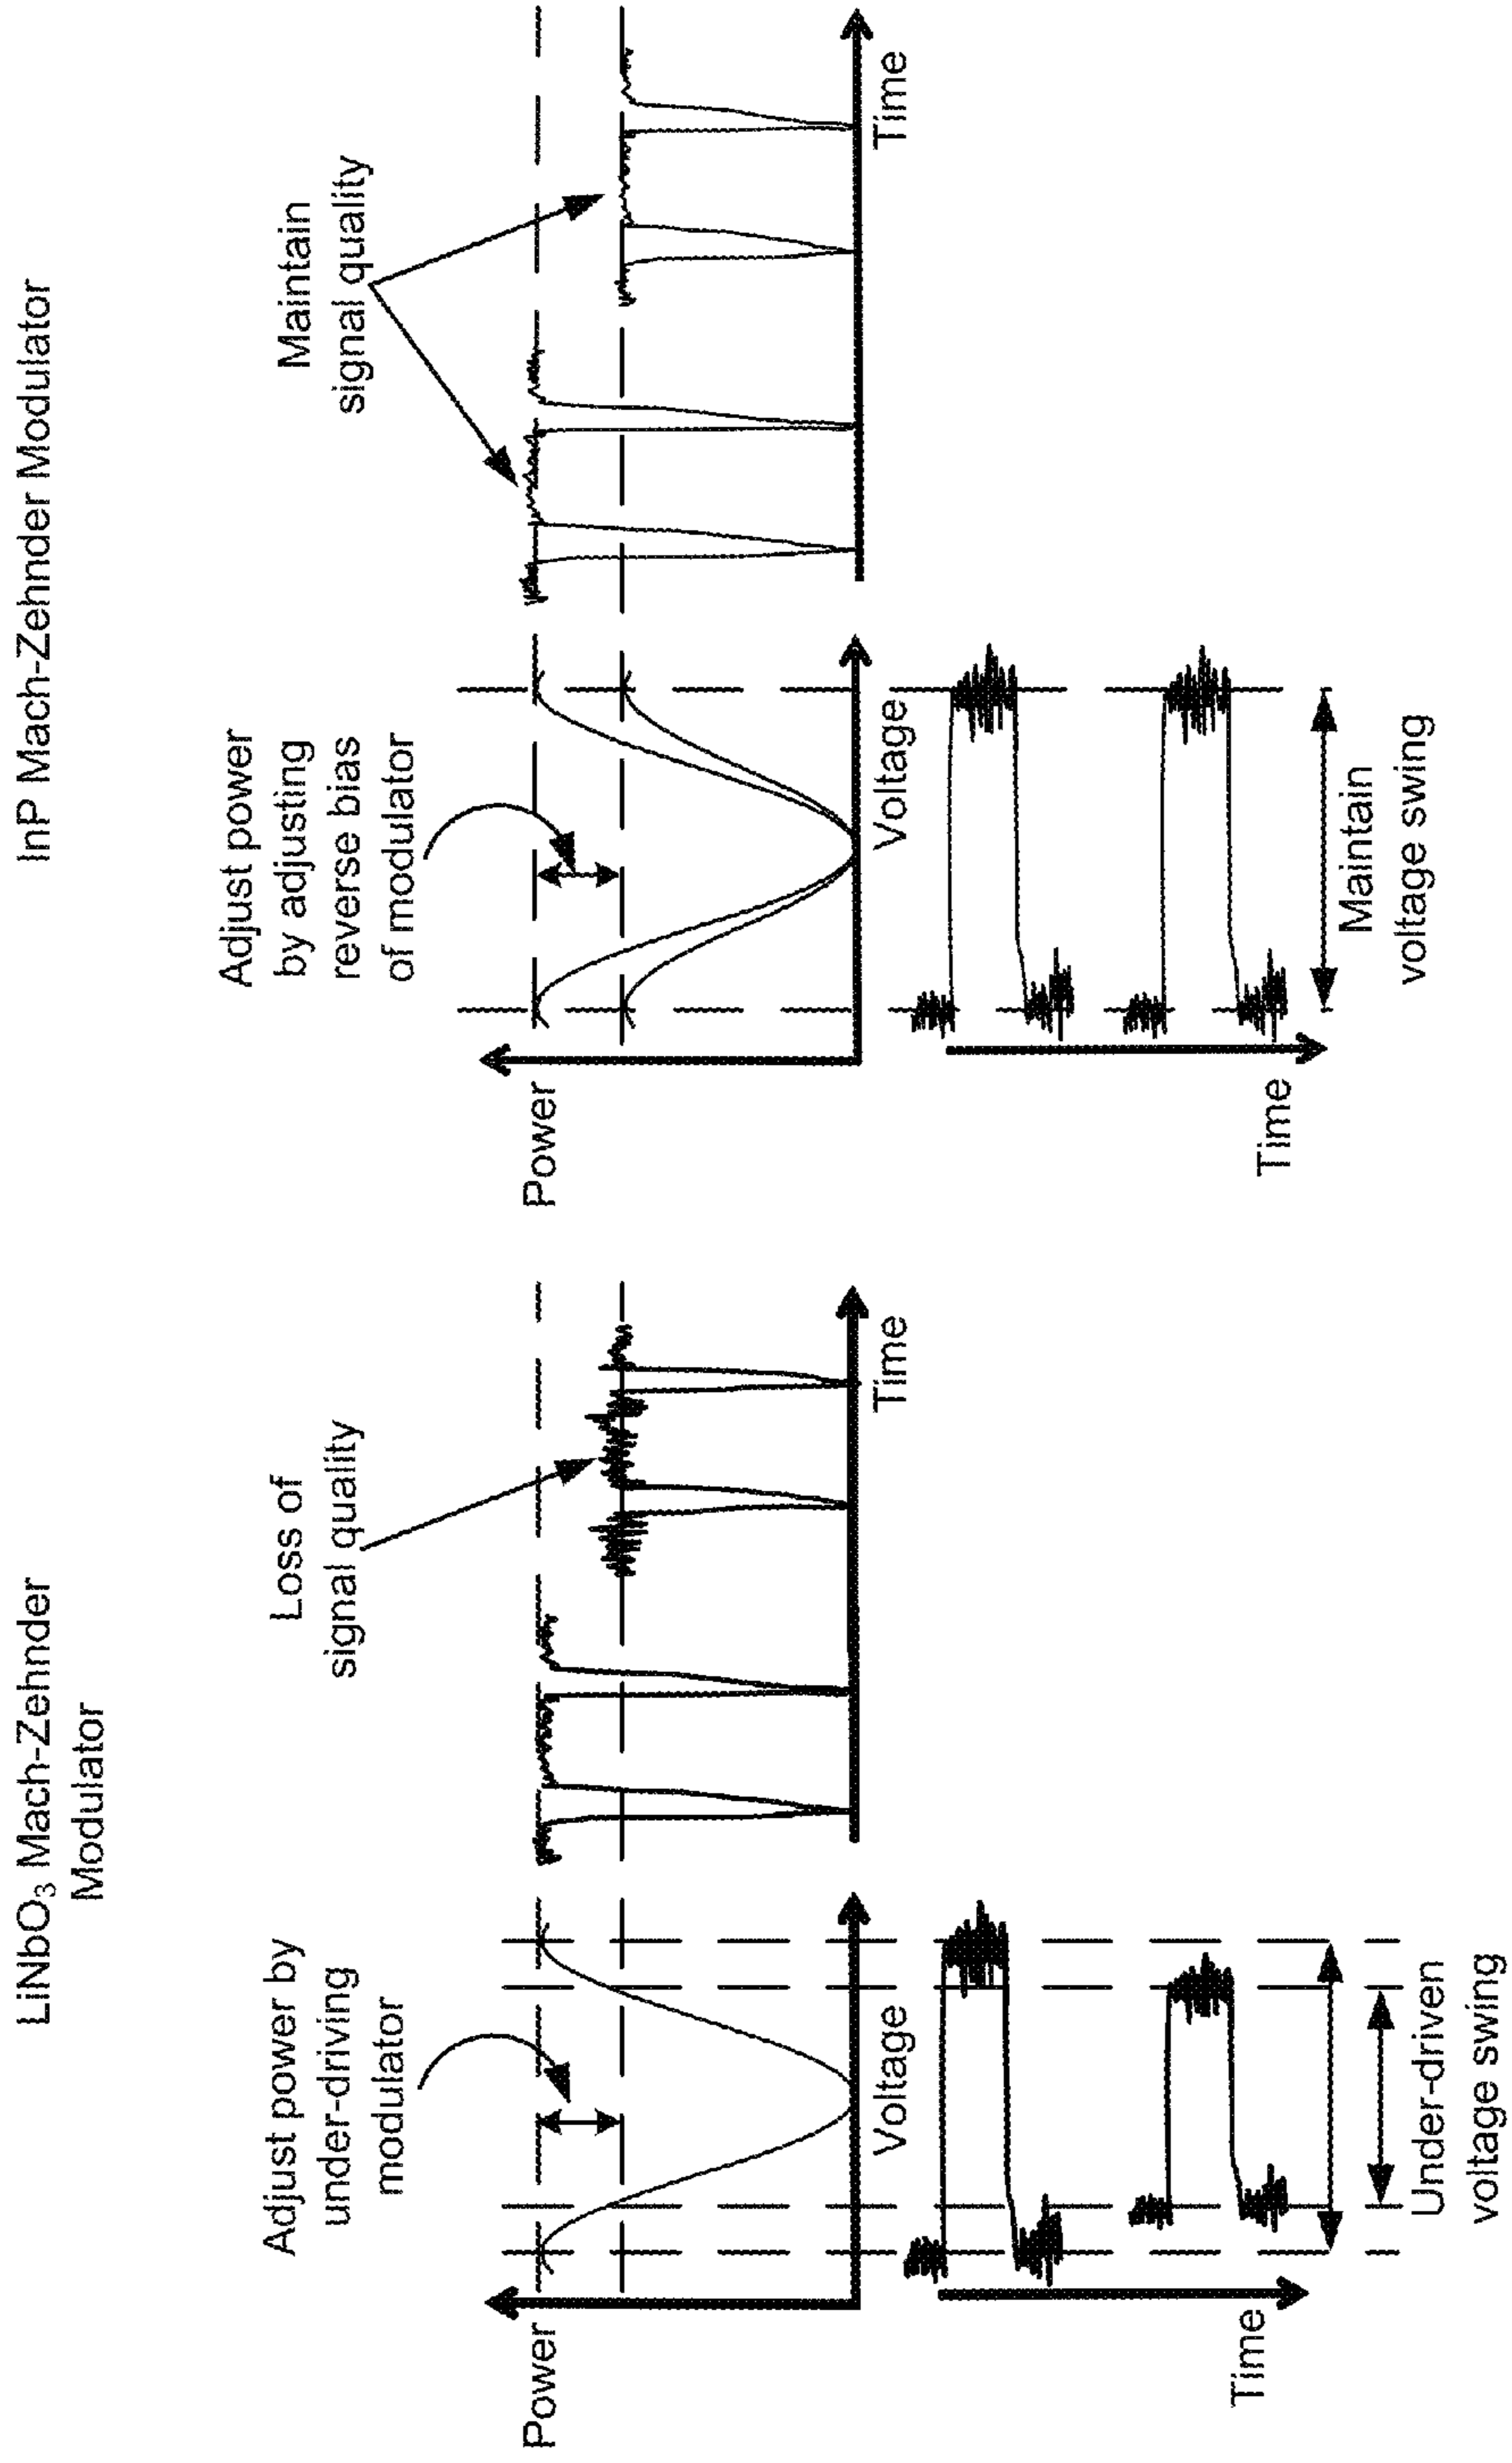 LiNbO₃ Mach-Zehnder
Modulator
Adjust power by
under-driving
modulator
Loss of
signal quality
Power
Voltage
Time
Time
Under-driven
voltage swing
InP Mach-Zehnder Modulator
Adjust power
by adjusting
reverse bias
of modulator
Maintain
signal quality
Power
Voltage
Time
Time
Maintain
voltage swing